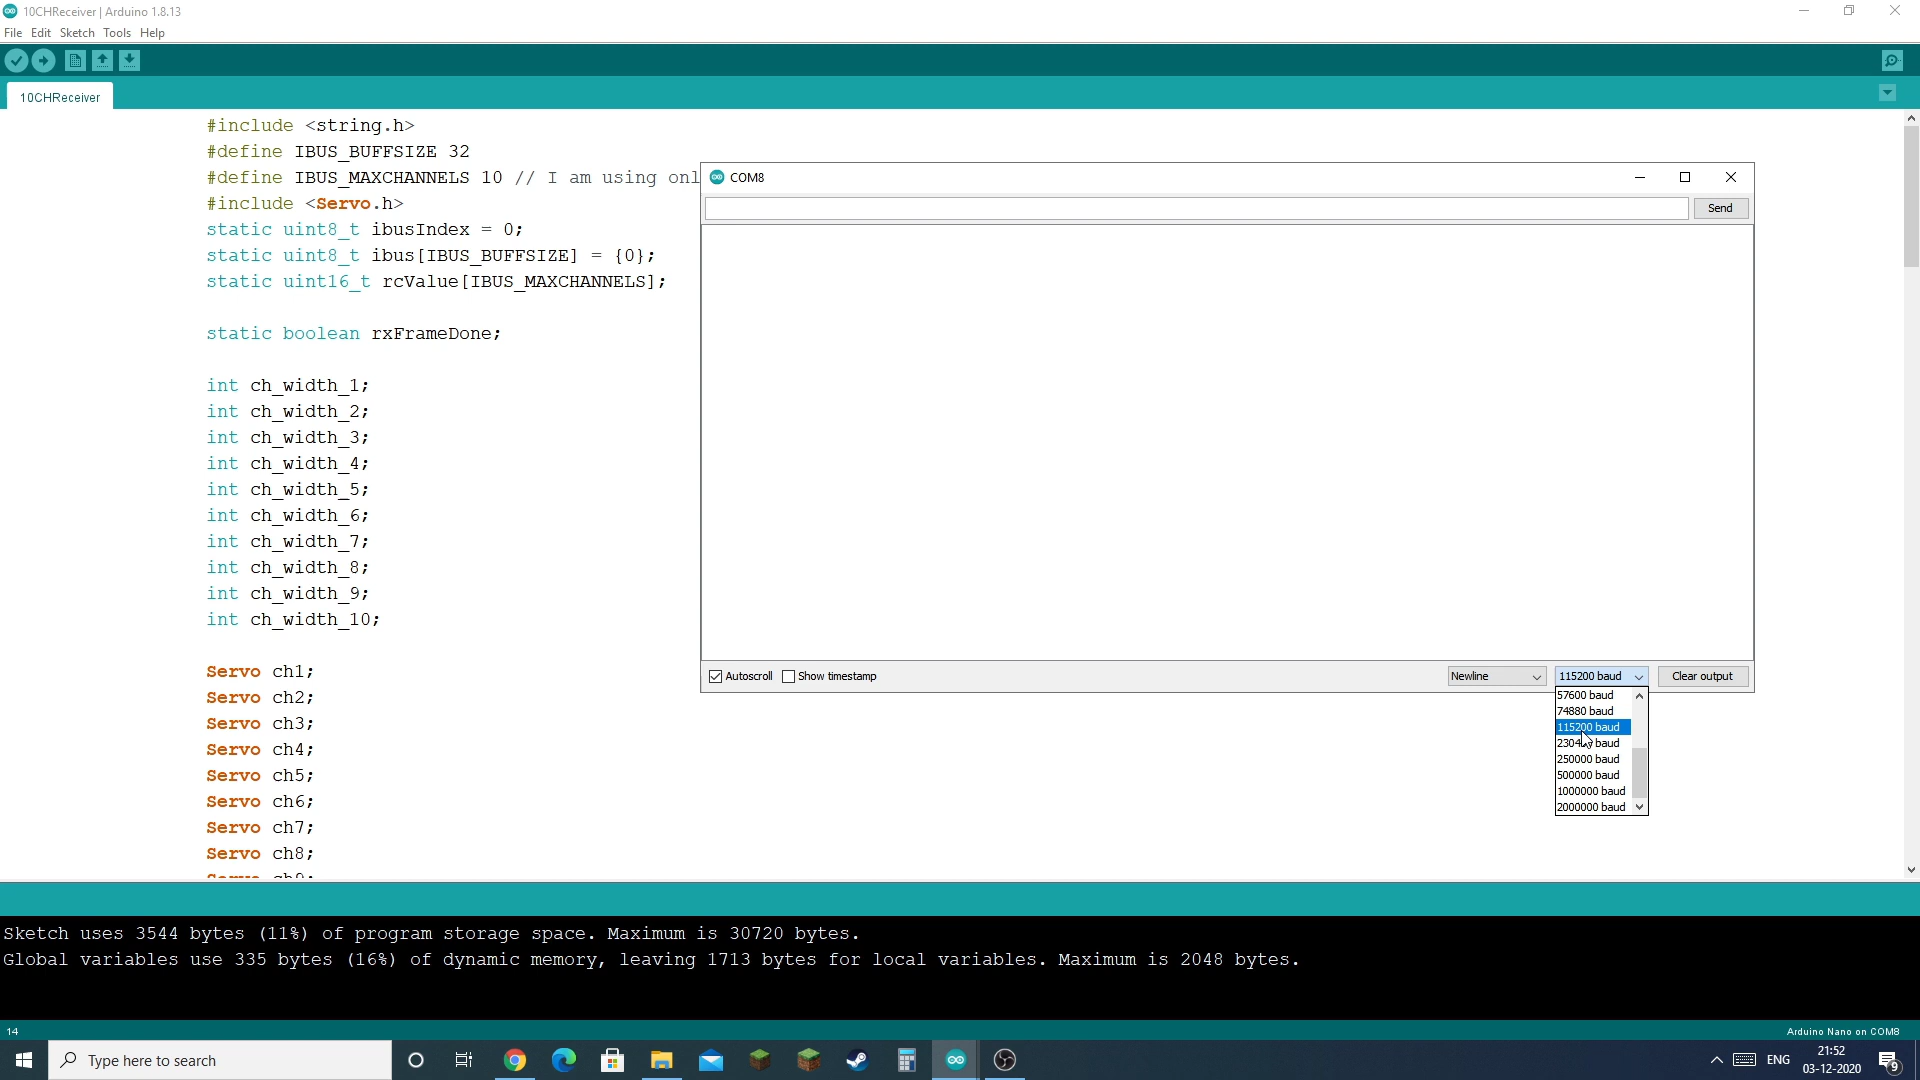 10CHReceiver | Arduino 1.8.13
File Edit Sketch Tools Help
10CHReceiver
#include <string.h>
#define IBUS_BUFFSIZE 32
#define IBUS_MAXCHANNELS 10 // I am using onl
#include <Servo.h>
static uint8_t ibusIndex = 0;
static uint8_t ibus[IBUS_BUFFSIZE] = {0};
static uint16_t rcValue[IBUS_MAXCHANNELS];
static boolean rxFrameDone;
int ch_width_1;
int ch_width_2;
int ch_width_3;
int ch_width_4;
int ch_width_5;
int ch_width_6;
int ch_width_7;
int ch_width_8;
int ch_width_9;
int ch_width_10;
Servo ch1;
Servo ch2;
Servo ch3;
Servo ch4;
Servo ch5;
Servo ch6;
Servo ch7;
Servo ch8;
COM8
Send
Autoscroll Show timestamp
Newline
115200 baud
Clear output
57600 baud
74880 baud
115200 baud
baud
250000 baud
500000 baud
1000000 baud
2000000 baud
Sketch uses 3544 bytes (11%) of program storage space. Maximum is 30720 bytes.
Global variables use 335 bytes (16%) of dynamic memory, leaving 1713 bytes for local variables. Maximum is 2048 bytes.
14
Arduino Nano on COM8
Type here to search
ENG
21:52
03-12-2020
9